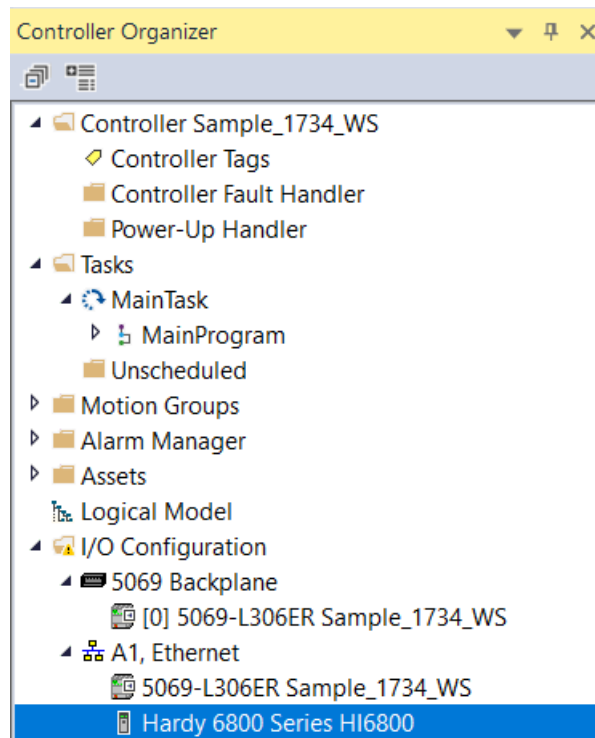 Controller Organizer
Controller Sample_1734_WS
Controller Tags
Controller Fault Handler
Power-Up Handler
Tasks
MainTask
MainProgram
Unscheduled
Motion Groups
Alarm Manager
Assets
Logical Model
I/O Configuration
5069 Backplane
[0] 5069-L306ER Sample_1734_WS
A1, Ethernet
5069-L306ER Sample_1734_WS
Hardy 6800 Series HI6800